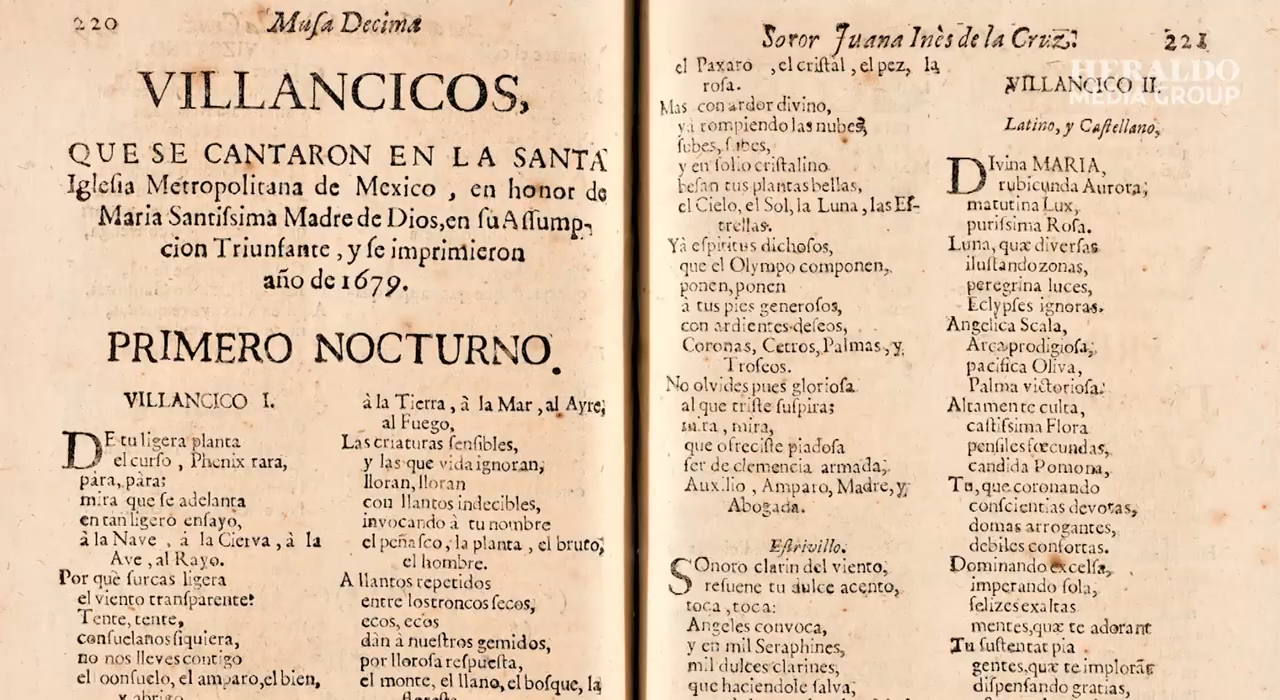 220
Muſa Decima
VILLANCICOS,
QUE SE CANTARON EN LA SANTA
Igleſia Metropolitana de Mexico , en honor de
Maria Santiſsima Madre de Dios,en ſu Aſſump-
cion Triunfante , y ſe imprimieron
año de 1679.
PRIMERO NOCTURNO.
VILLANCICO I.
DE tu ligera planta
el curſo , Phenix rara,
pára, pára;
mira que ſe adelanta
en tan ligero enſayo,
à la Nave , á la Cierva , à la
Ave , al Rayo.
Por què ſurcas ligera
el viento tranſparente?
Tente, tente,
conſuelanos ſiquiera,
no nos lleves contigo
el conſuelo, el amparo,el bien,
y abrigo
à la Tierra , à la Mar , al Ayre,
al Fuego,
Las criaturas ſenſibles,
y las que vida ignoran,
lloran, lloran
con llantos indecibles,
invocando à tu nombre
el peñaſco, la planta , el bruto,
el hombre.
A llantos repetidos
entre los troncos ſecos,
ecos, ecos
dàn à nueſtros gemidos,
por lloroſa reſpueſta,
el monte, el llano, el boſque, la
floreſta
Soror Juana Inès de la Cruz.
221
HERALDO
MEDIA GROUP
el Paxaro , el criſtal , el pez, la
roſa.
Mas con ardor divino,
yà rompiendo las nubes,
ſubes, ſubes,
y en ſolio criſtalino
beſan tus plantas bellas,
el Cielo, el Sol, la Luna , las Eſ-
trellas.
Yà eſpiritus dichoſos,
que el Olympo componen,
ponen, ponen
à tus pies generoſos,
con ardientes deſeos,
Coronas, Cetros, Palmas , y
Trofeos.
No olvides pues glorioſa
al que triſte ſuſpira;
mira , mira,
que ofreciſte piadoſa
ſer de clemencia armada,
Auxilio , Amparo, Madre, y
Abogada.
Eſtrivillo.
SOnoro clarin del viento,
reſuene tu dulce acento,
toca , toca:
Angeles convoca,
y en mil Seraphines,
mil dulces clarines,
que haciendole ſalva,
VILLANCICO II.
Latino, y Caſtellano,
DIvina MARIA,
rubicunda Aurora,
matutina Lux,
puriſsima Roſa.
Luna, quæ diverſas
iluſtando zonas,
peregrina luces,
Eclypſes ignoras.
Angelica Scala,
Arca prodigioſa,
pacifica Oliva,
Palma victorioſa.
Altamente culta,
caſtiſsima Flora
penſiles fœcundas,
candida Pomona,
Tu, que coronando
conſcientias devotas,
domas arrogantes,
debiles confortas.
Dominando excelſa,
imperando ſola,
felizes exaltas
mentes,quæ te adorant
Tu ſuſtentat pia
gentes,quæ te implorãt
diſpenſando gratias,